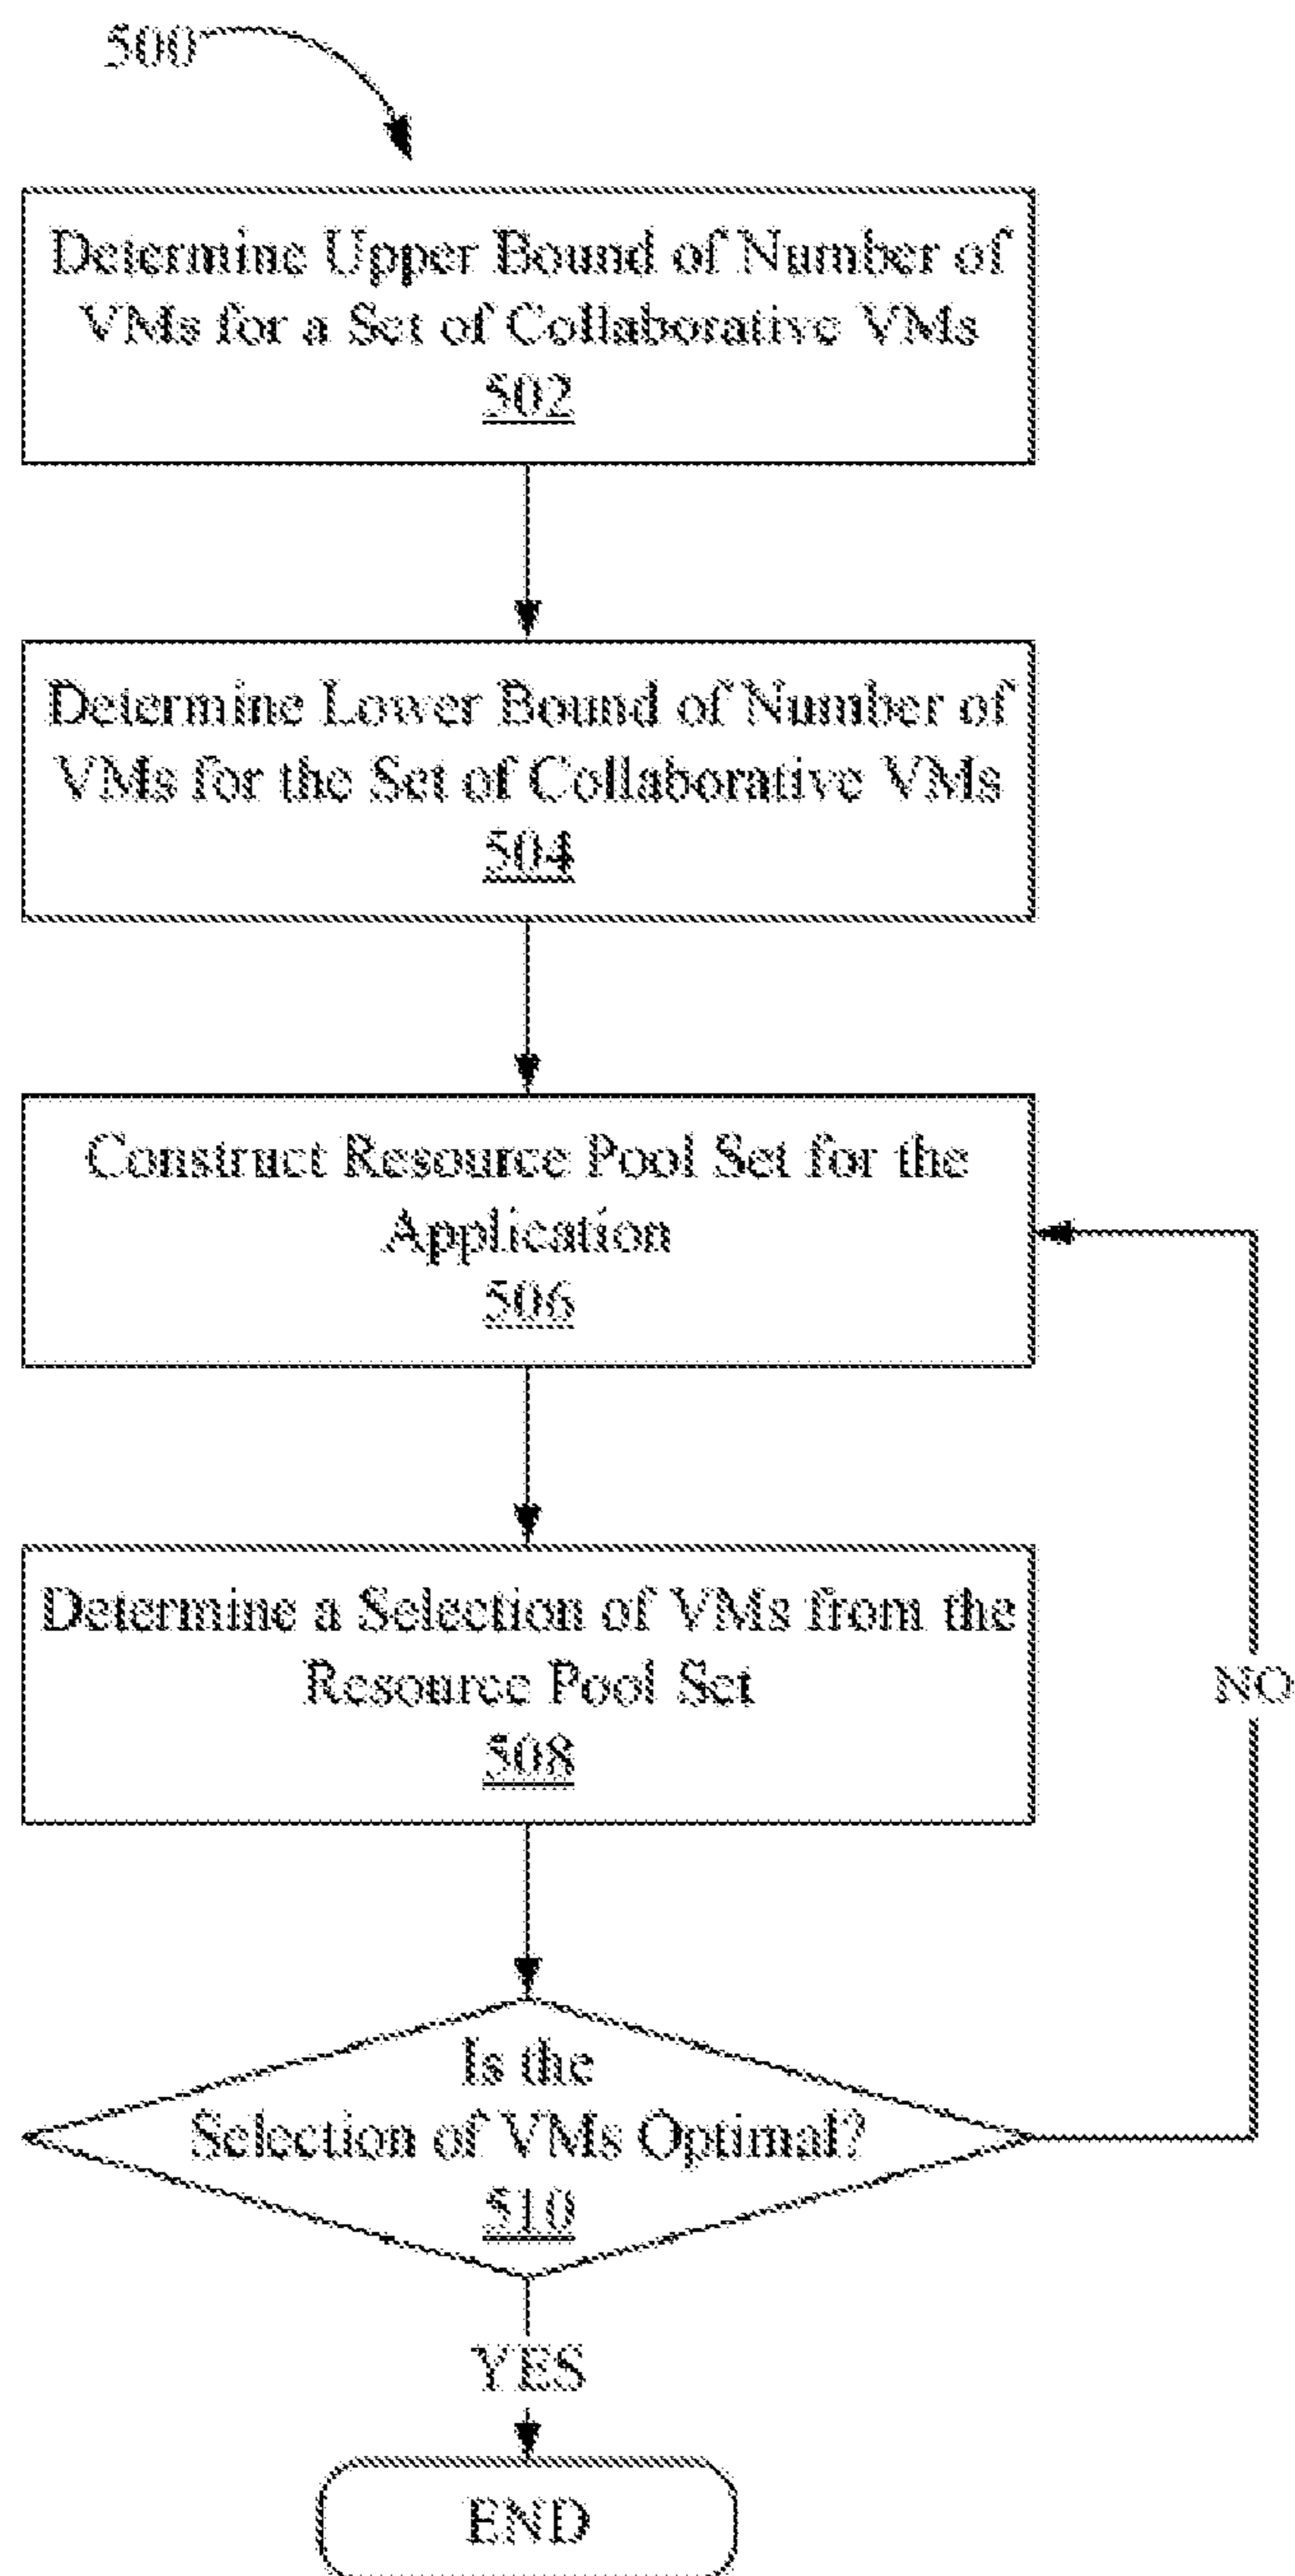 500
Determine Upper Bound of Number of
VMs for a Set of Collaborative VMs
502
Determine Lower Bound of Number of
VMs for the Set of Collaborative VMs
504
Construct Resource Pool Set for the
Application
506
Determine a Selection of VMs from the
Resource Pool Set
508
NO
Is the
Selection of VMs Optimal?
510
YES
END